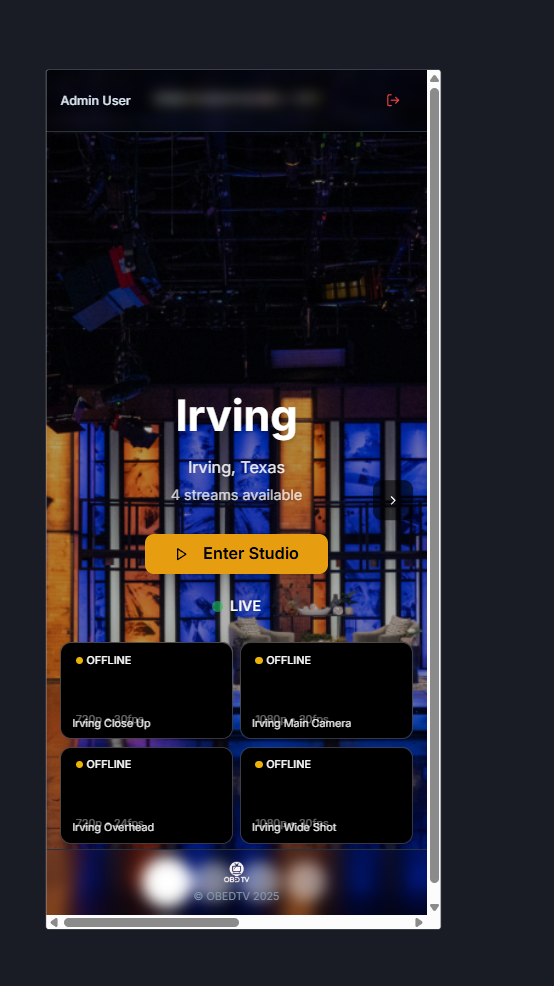 Admin User
Irving
Irving, Texas
4 streams available
Enter Studio
LIVE
OFFLINE
OFFLINE
720p • 30fps
Irving Close Up
1080p • 30fps
Irving Main Camera
OFFLINE
OFFLINE
720p • 24fps
Irving Overhead
1080p • 30fps
Irving Wide Shot
OBEDTV
© OBEDTV 2025